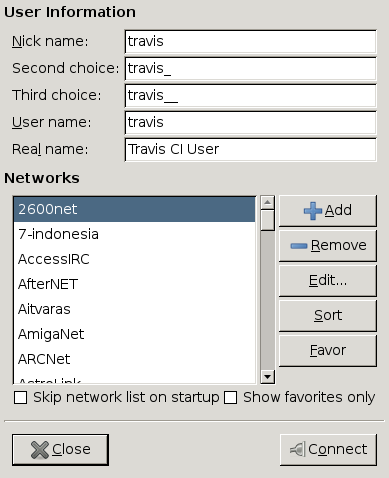 User Information
Nick name: travis
Second choice: travis_
Third choice: travis__
User name: travis
Real name: Travis CI User
Networks
2600net
Add
7-indonesia
Remove
AccessIRC
AfterNET
Edit...
Aitvaras
Sort
AmigaNet
ARCNet
Favor
AstroLink
Skip network list on startup
Show favorites only
Close
Connect